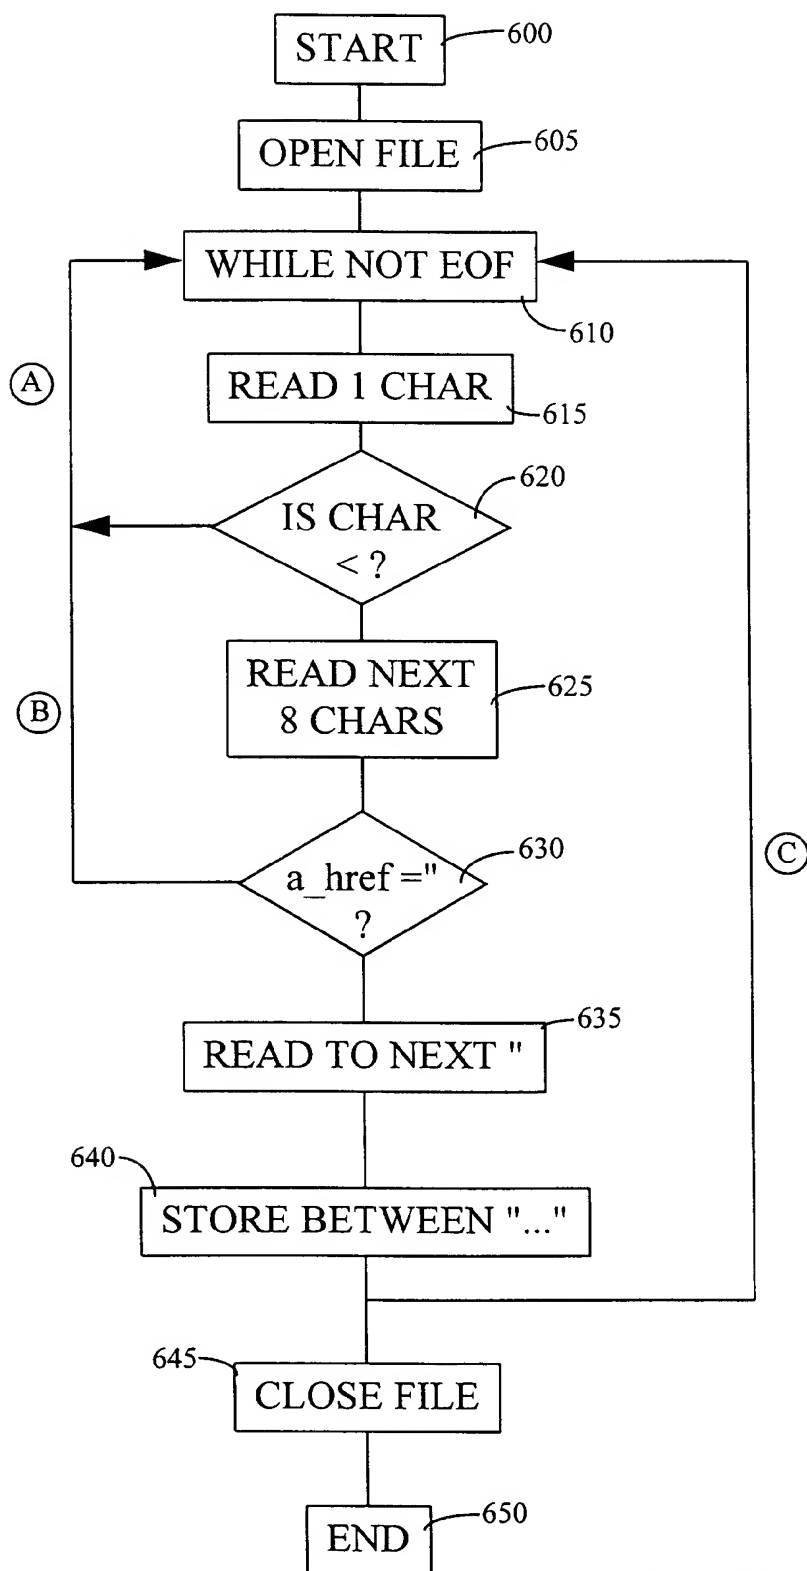 START
600
OPEN FILE
605
WHILE NOT EOF
610
A
READ 1 CHAR
615
620
IS CHAR
< ?
READ NEXT
8 CHARS
625
B
630
a_href ="
?
C
635
READ TO NEXT "
640
STORE BETWEEN "..."
645
CLOSE FILE
650
END